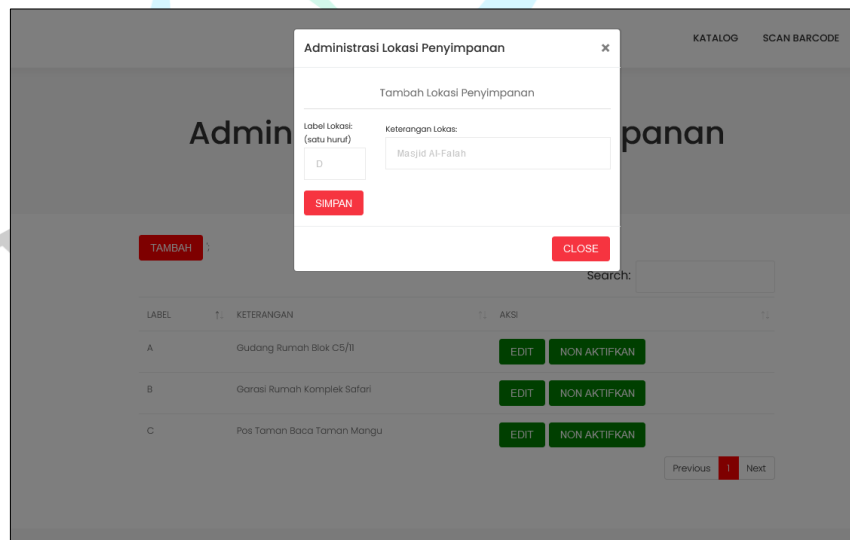 KATALOG SCAN BARCODE
Administrasi Lokasi Penyimpanan ×
Tambah Lokasi Penyimpanan
Label Lokasi:
(satu huruf)
Keterangan Lokas:
D
Masjid Al-Falah
SIMPAN
CLOSE
Admin panan
TAMBAH
Search:
LABEL KETERANGAN AKSI
A Gudang Rumah Blok C5/11 EDIT NON AKTIFKAN
B Garasi Rumah Komplek Safari EDIT NON AKTIFKAN
C Pos Taman Baca Taman Mangu EDIT NON AKTIFKAN
Previous 1 Next